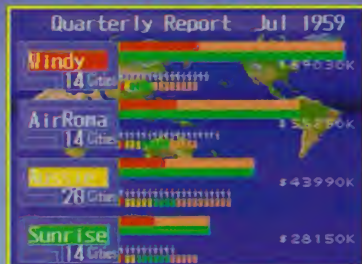 Quarterly Report Jul 1959
Windy
14 Cities
AirRoma
14 Cities
28 Cities
$43990K
Sunrise
$28150K
14 Cities